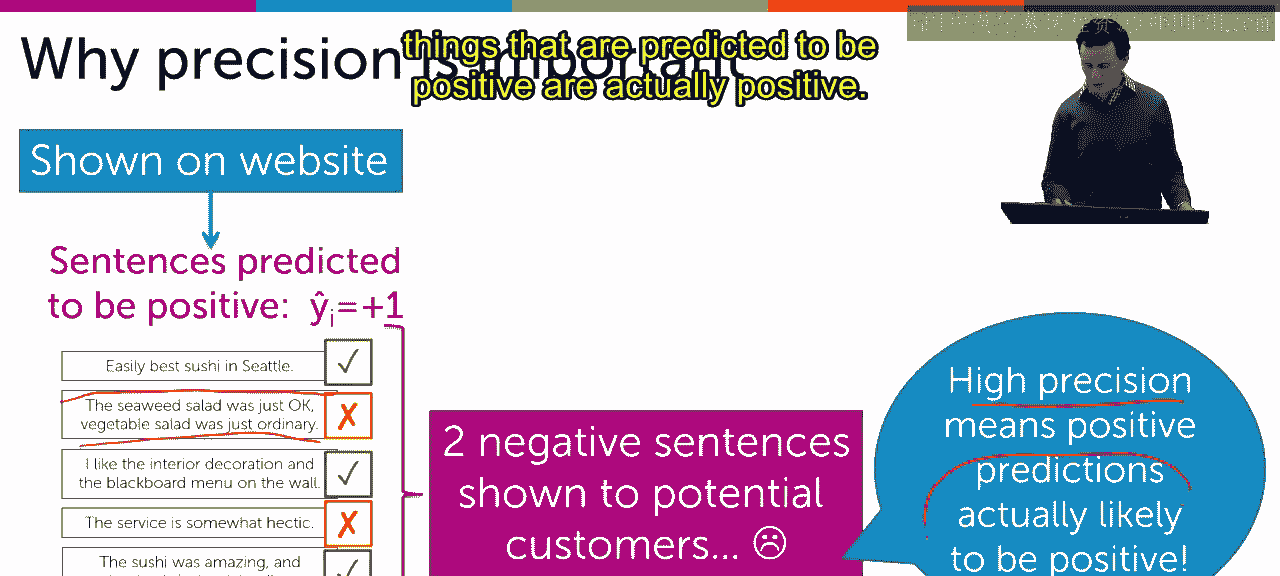 Why precision is important
things that are predicted to be
positive are actually positive.
Shown on website
Sentences predicted
to be positive: ŷᵢ=+1
Easily best sushi in Seattle.
✓
The seaweed salad was just OK,
vegetable salad was just ordinary.
✗
I like the interior decoration and
the blackboard menu on the wall.
✓
The service is somewhat hectic.
✗
The sushi was amazing, and
✓
2 negative sentences
shown to potential
customers... ☹
High precision
means positive
predictions
actually likely
to be positive!